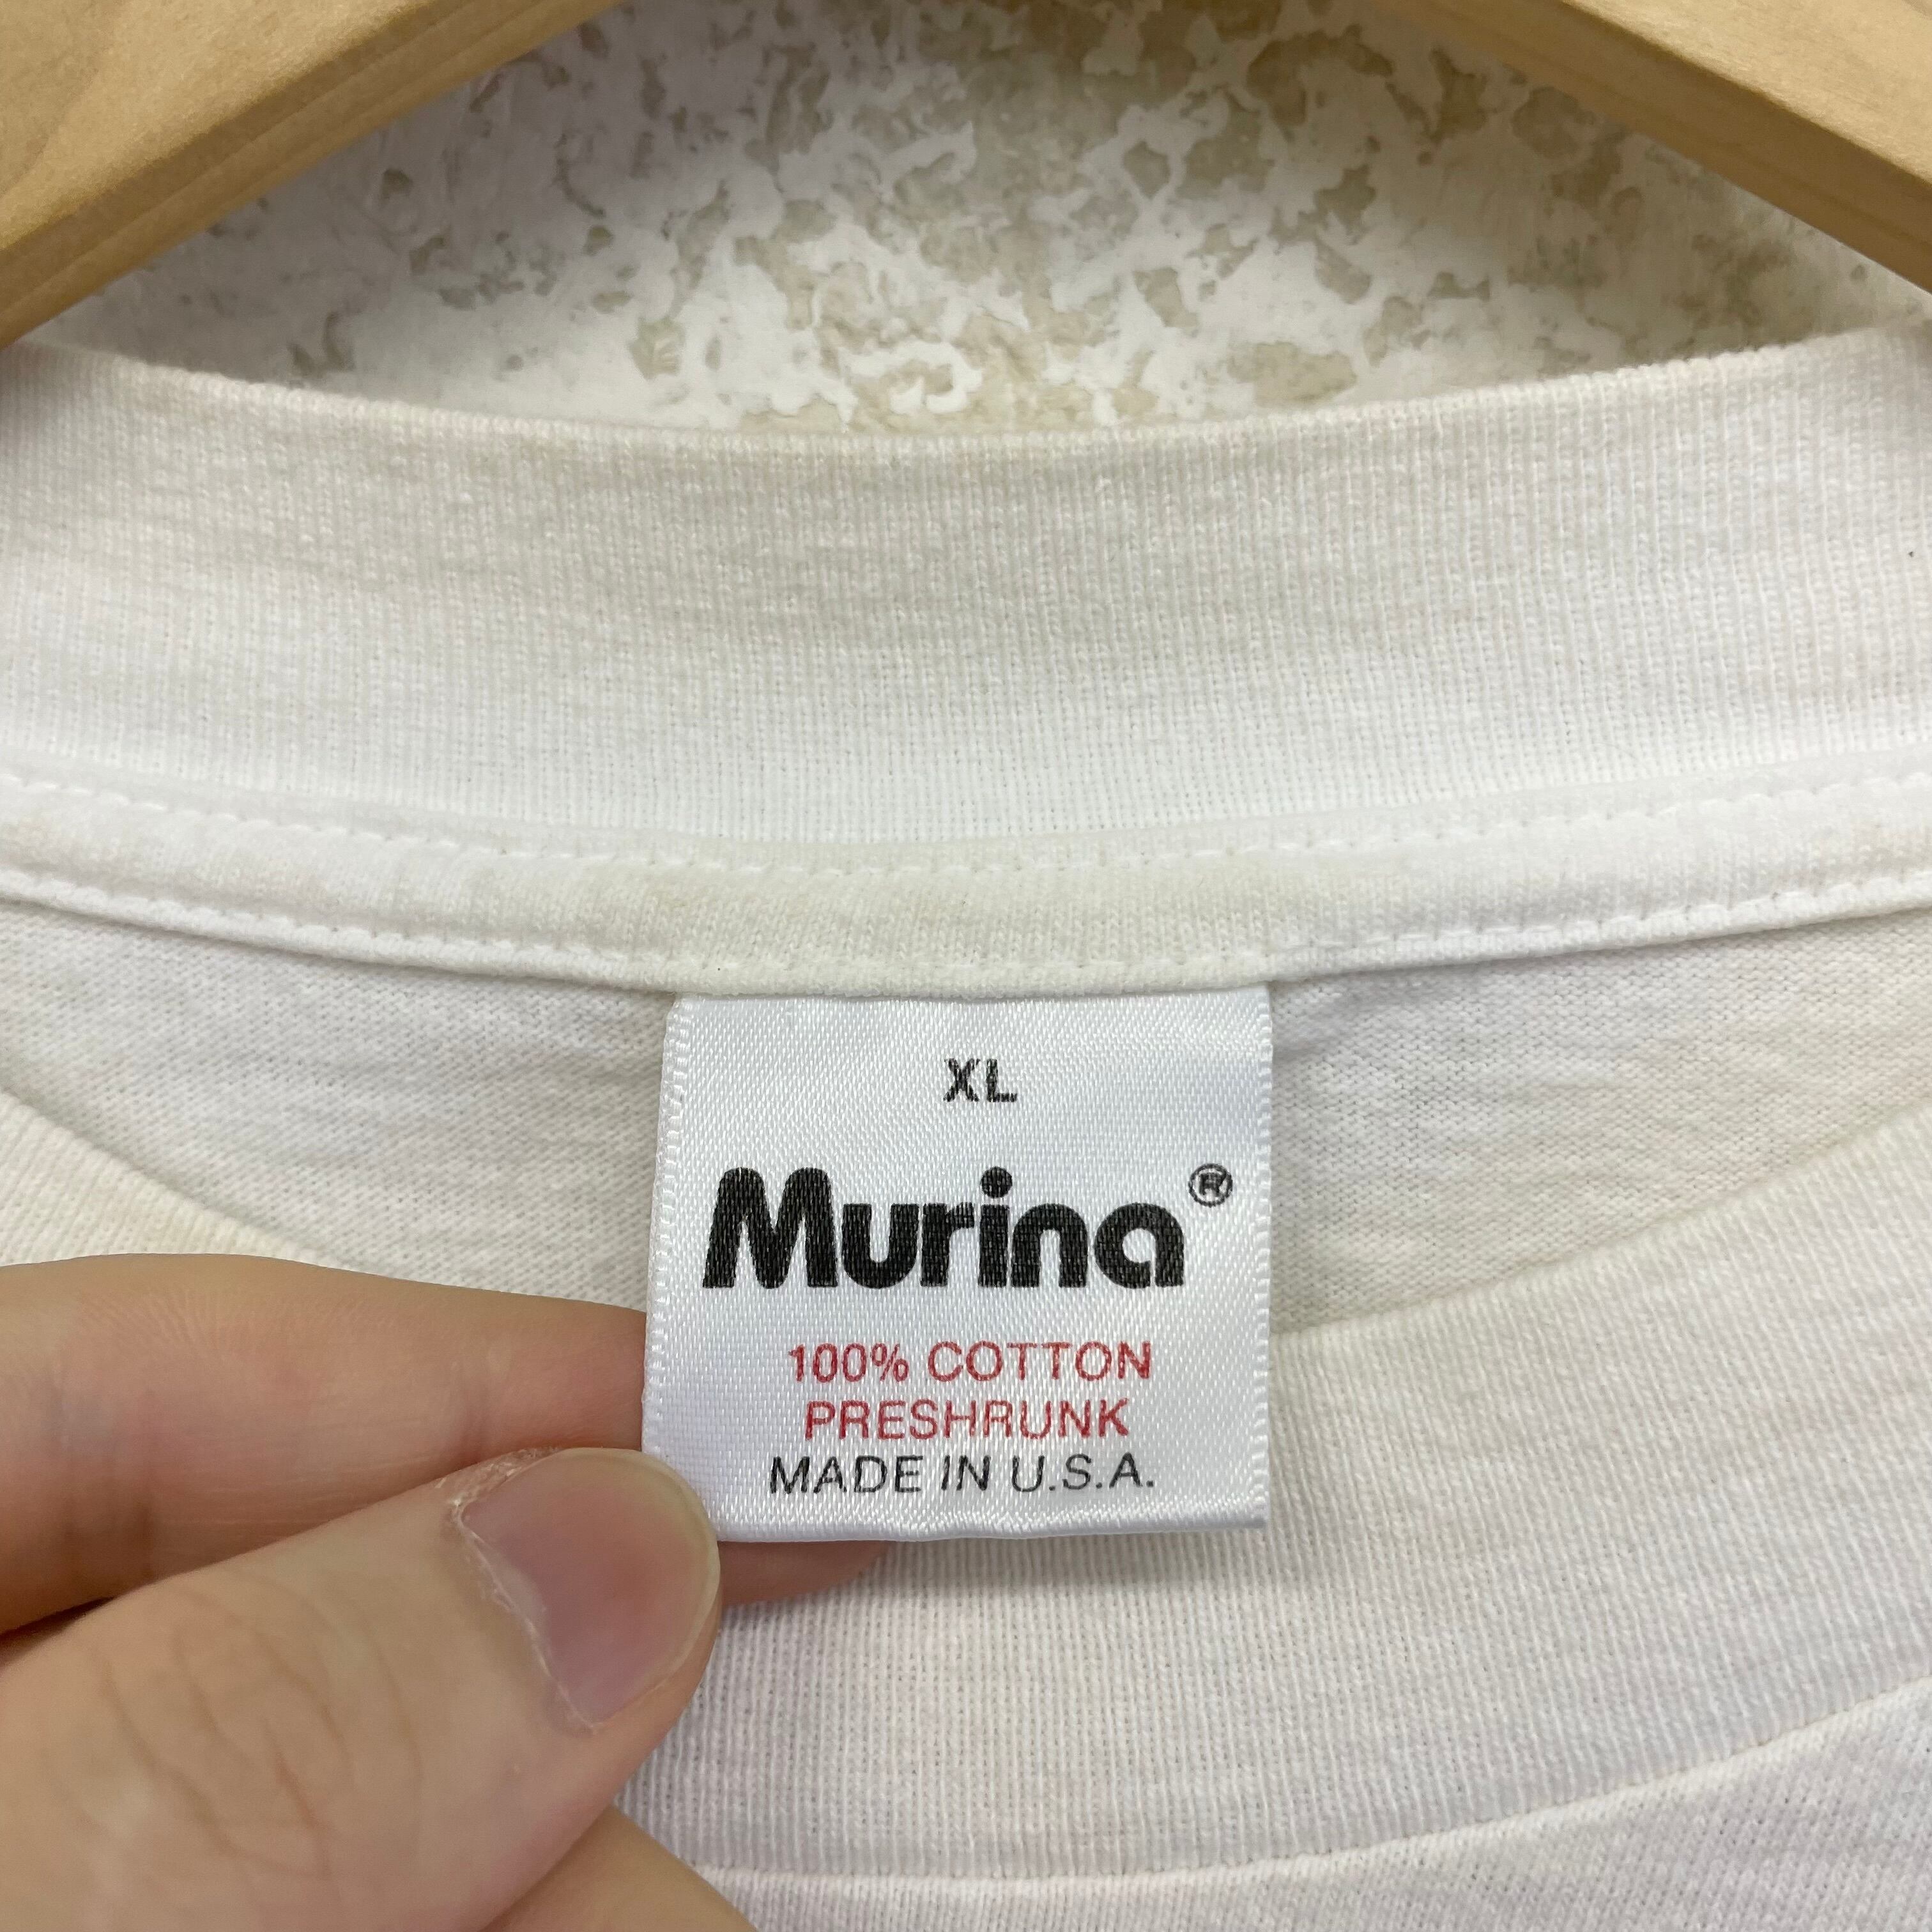 XL
Murina®
100% COTTON
PRESHRUNK
MADE IN U.S.A.